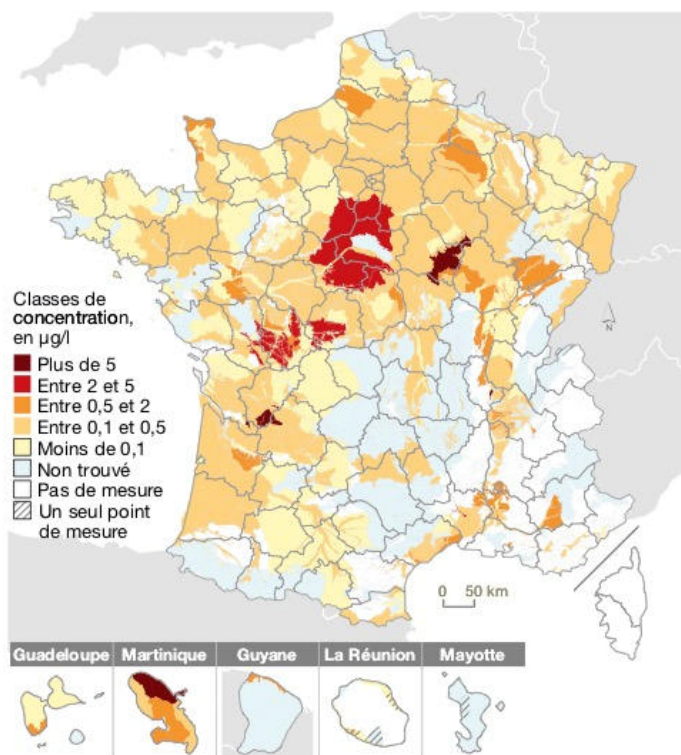 Classes de
concentration,
en µg/l
Plus de 5
Entre 2 et 5
Entre 0,5 et 2
Entre 0,1 et 0,5
Moins de 0,1
Non trouvé
Pas de mesure
Un seul point
de mesure
N
0 50 km
Guadeloupe Martinique Guyane La Réunion Mayotte